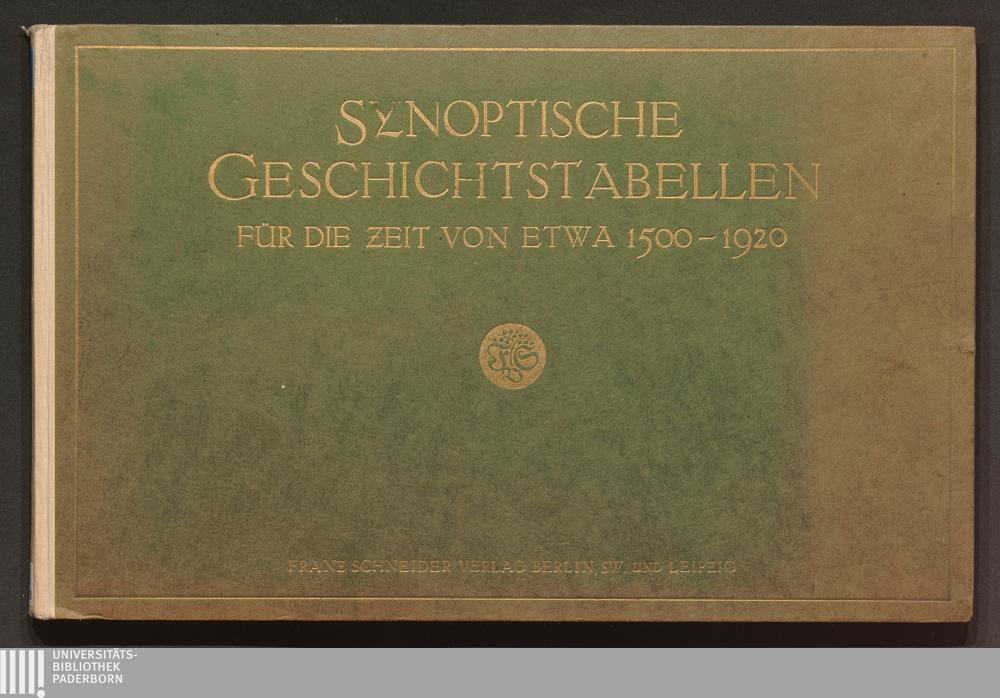 SYNOPTISCHE
GESCHICHTSTABELLEN
FÜR DIE ZEIT VON ETWA 1500-1920
FRANZ SCHNEIDER VERLAG BERLIN, SW. UND LEIPZIG
UNIVERSITÄTS-
BIBLIOTHEK
PADERBORN